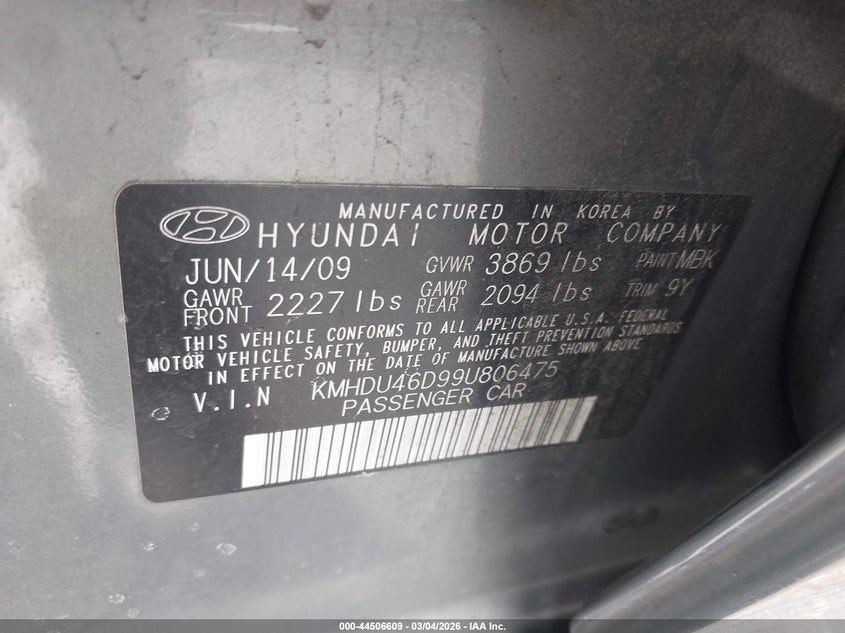 MANUFACTURED IN KOREA BY
HYUNDAI MOTOR COMPANY
JUN/14/09 GVWR 3869 lbs PAINT MBK
GAWR FRONT 2227 lbs GAWR REAR 2094 lbs TRIM 9Y
THIS VEHICLE CONFORMS TO ALL APPLICABLE U.S.A. FEDERAL
MOTOR VEHICLE SAFETY, BUMPER, AND THEFT PREVENTION STANDARDS
IN EFFECT ON THE DATE OF MANUFACTURE SHOWN ABOVE
V.I.N KMHDU46D99U806475
PASSENGER CAR
000-44506609 - 03/04/2026 - IAA Inc.